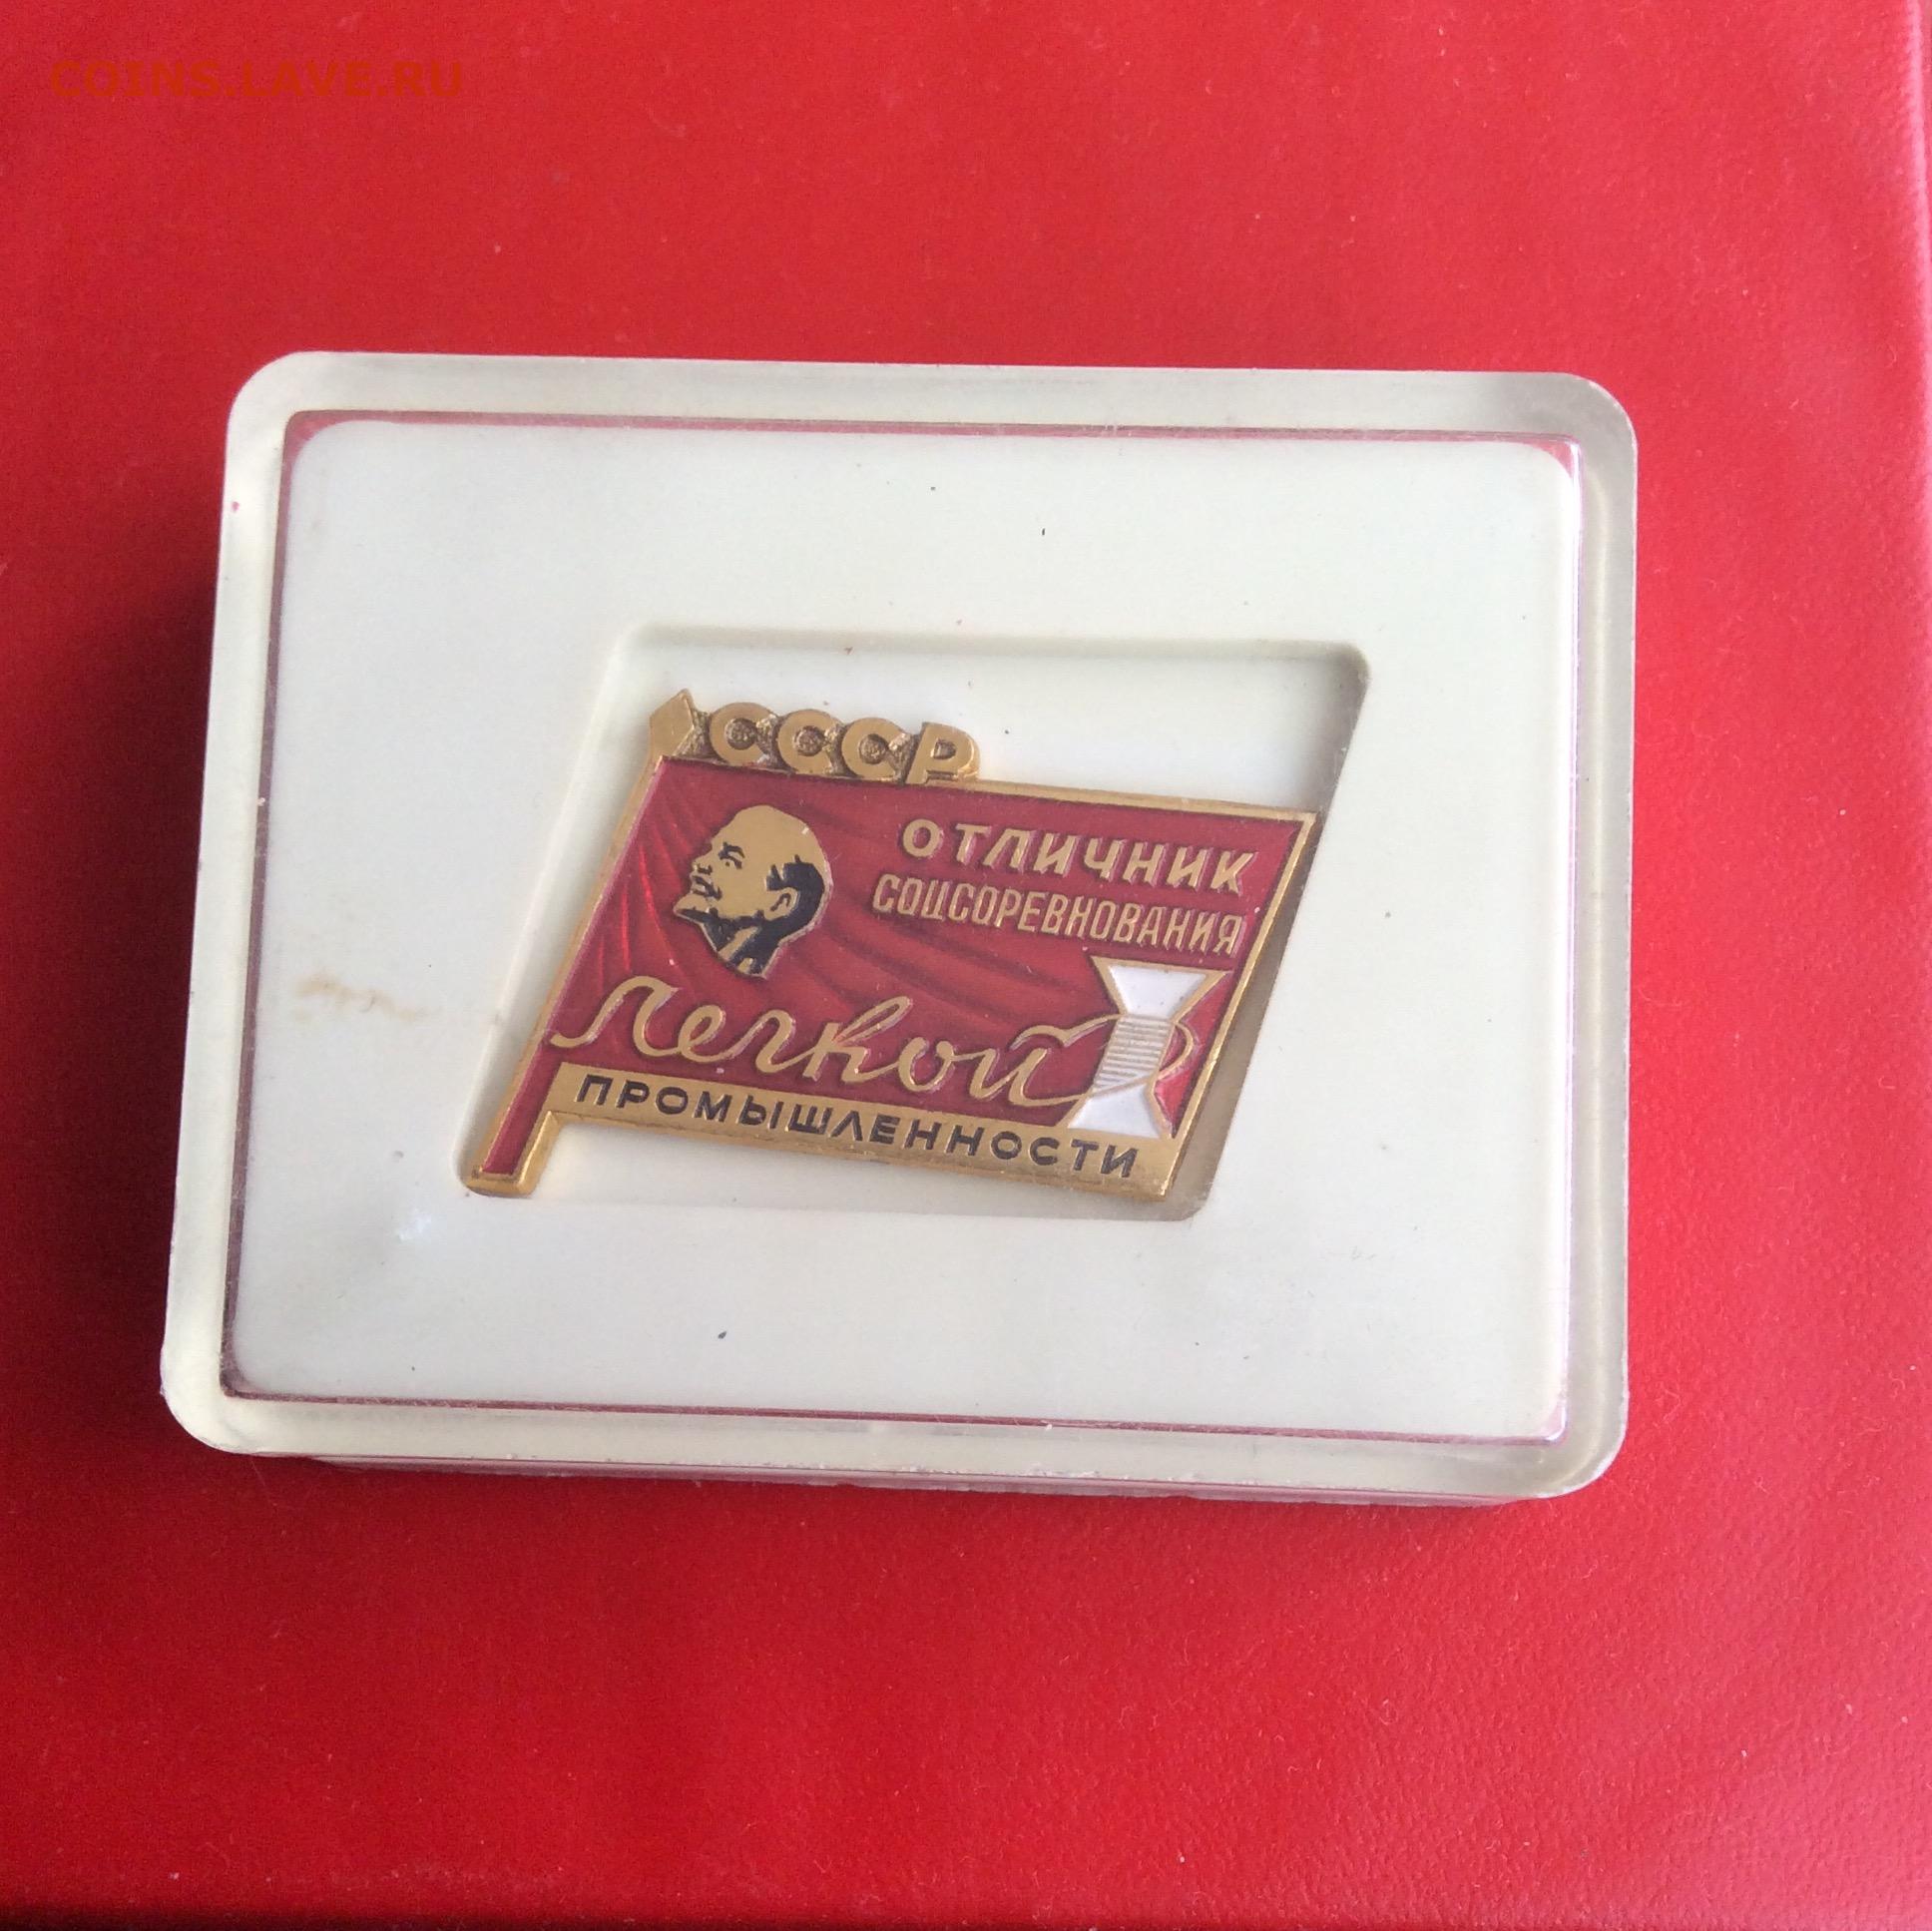 COINS.LAVE.RU
СССР
ОТЛИЧНИК
СОЦСОРЕВНОВАНИЯ
Легкой
ПРОМЫШЛЕННОСТИ